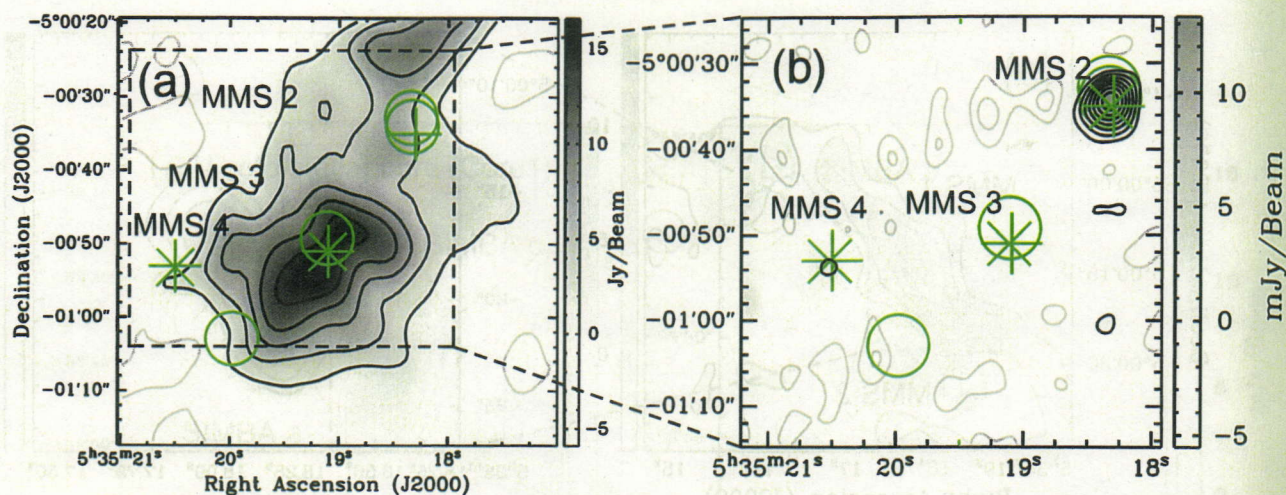 -5°00′20″
(a)
MMS 2
-00′30″
-00′40″
MMS 3
MMS 4
-00′50″
-01′00″
-01′10″
5ʰ35ᵐ21ˢ
20ˢ
19ˢ
18ˢ
Right Ascension (J2000)
Declination (J2000)
15
10
5
0
-5
Jy/Beam
(b)
MMS 2
-5°00′30″
-00′40″
MMS 4
MMS 3
-00′50″
-01′00″
-01′10″
5ʰ35ᵐ21ˢ
20ˢ
19ˢ
18ˢ
10
5
0
-5
mJy/Beam